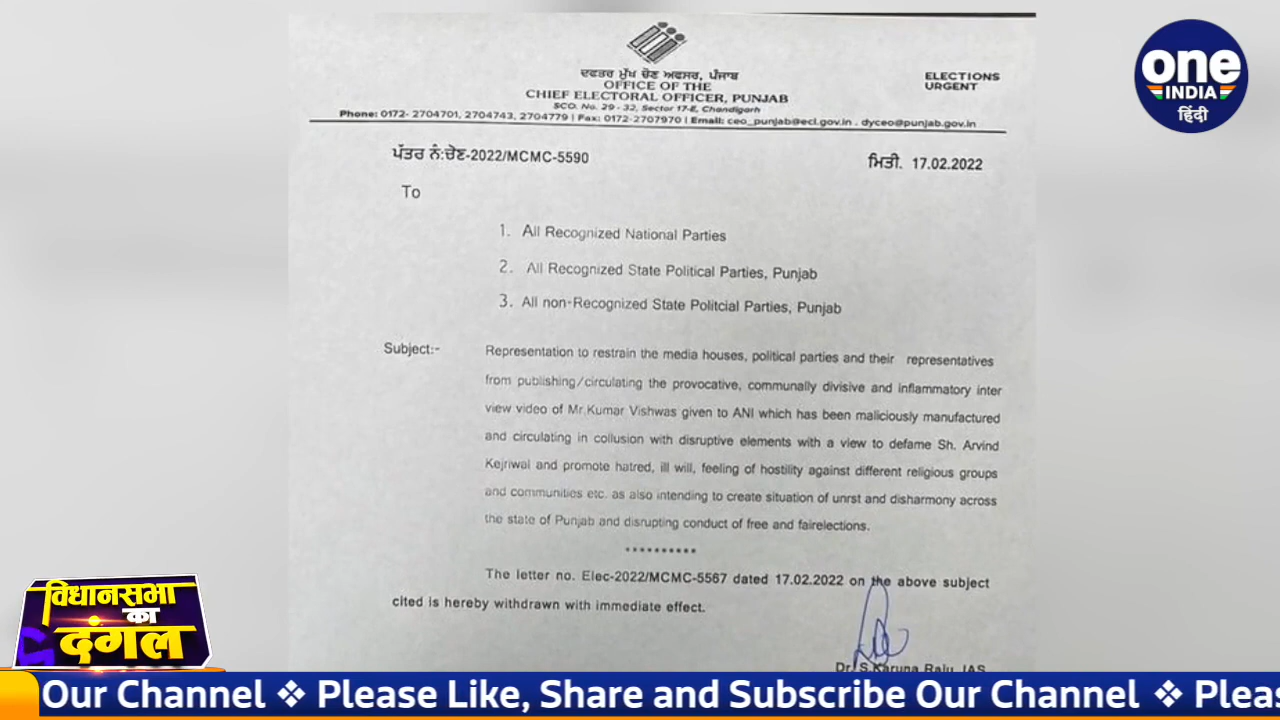 ਦਫਤਰ ਮੁੱਖ ਚੋਣ ਅਫਸਰ, ਪੰਜਾਬ
OFFICE OF THE
CHIEF ELECTORAL OFFICER, PUNJAB
SCO. No. 29 - 32, Sector 17-E, Chandigarh
Phone: 0172- 2704701, 2704743, 2704779 | Fax: 0172-2707970 | Email: ceo_punjab@eci.gov.in . dyceo@punjab.gov.in
ELECTIONS
URGENT
one
INDIA
हिंदी
ਪੱਤਰ ਨੰ:ਚੋਣ-2022/MCMC-5590
ਮਿਤੀ. 17.02.2022
To
1. All Recognized National Parties
2. All Recognized State Political Parties, Punjab
3. All non-Recognized State Politcial Parties, Punjab
Subject:- Representation to restrain the media houses, political parties and their representatives
from publishing/circulating the provocative, communally divisive and inflammatory inter
view video of Mr.Kumar Vishwas given to ANI which has been maliciously manufactured
and circulating in collusion with disruptive elements with a view to defame Sh. Arvind
Kejriwal and promote hatred, ill will, feeling of hostility against different religious groups
and communities etc. as also intending to create situation of unrst and disharmony across
the state of Punjab and disrupting conduct of free and fairelections.
**********
The letter no. Elec-2022/MCMC-5567 dated 17.02.2022 on the above subject
cited is hereby withdrawn with immediate effect.
Dr. S.Karuna Raju, IAS
विधानसभा
का
दंगल
Our Channel ❖ Please Like, Share and Subscribe Our Channel ❖ Pleas